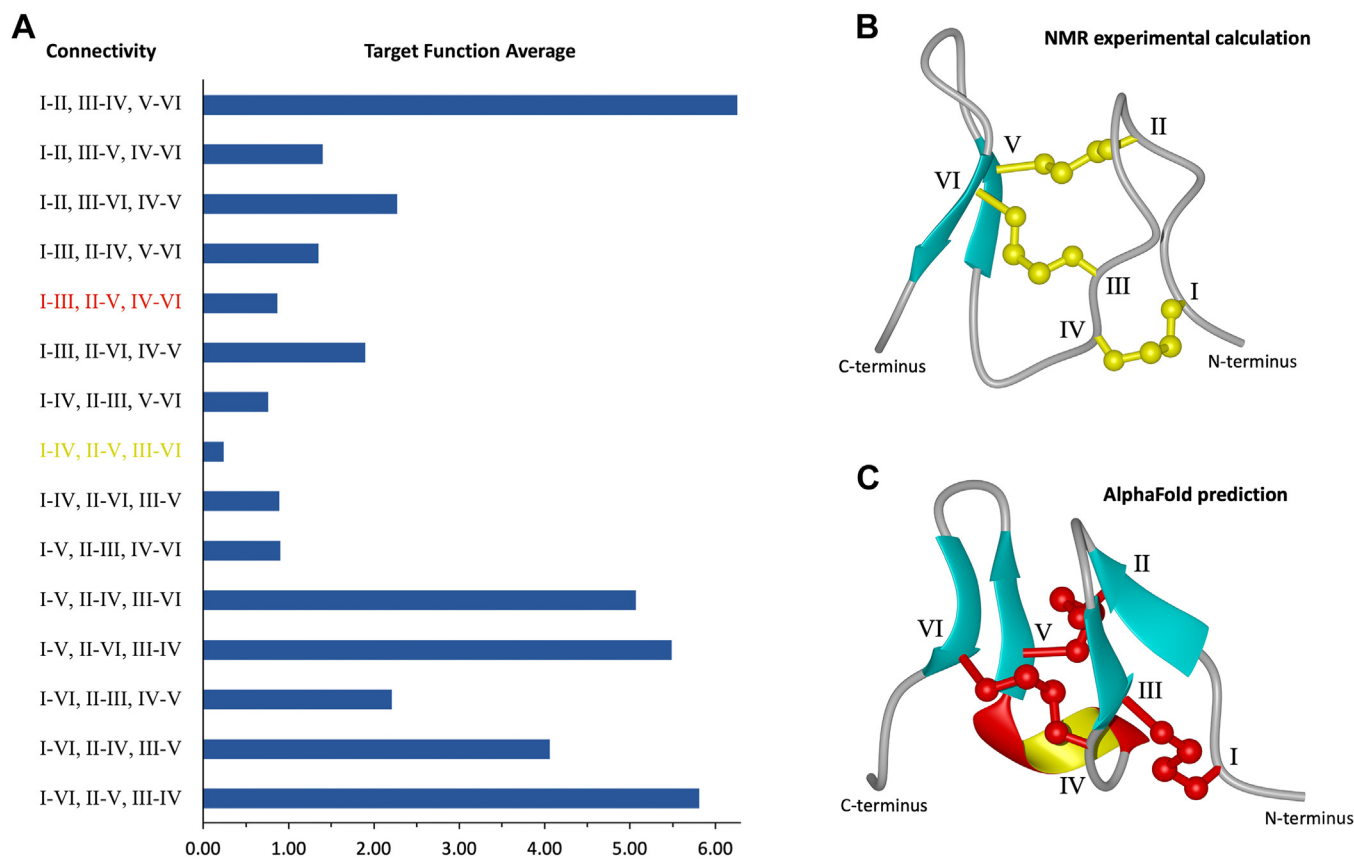 A
Connectivity
Target Function Average
I-II, III-IV, V-VI
I-II, III-V, IV-VI
I-II, III-VI, IV-V
I-III, II-IV, V-VI
I-III, II-V, IV-VI
I-III, II-VI, IV-V
I-IV, II-III, V-VI
I-IV, II-V, III-VI
I-IV, II-VI, III-V
I-V, II-III, IV-VI
I-V, II-IV, III-VI
I-V, II-VI, III-IV
I-VI, II-III, IV-V
I-VI, II-IV, III-V
I-VI, II-V, III-IV
0.00 1.00 2.00 3.00 4.00 5.00 6.00
B
NMR experimental calculation
V
II
VI
III
I
IV
C-terminus
N-terminus
C
AlphaFold prediction
II
VI
V
III
I
IV
C-terminus
N-terminus